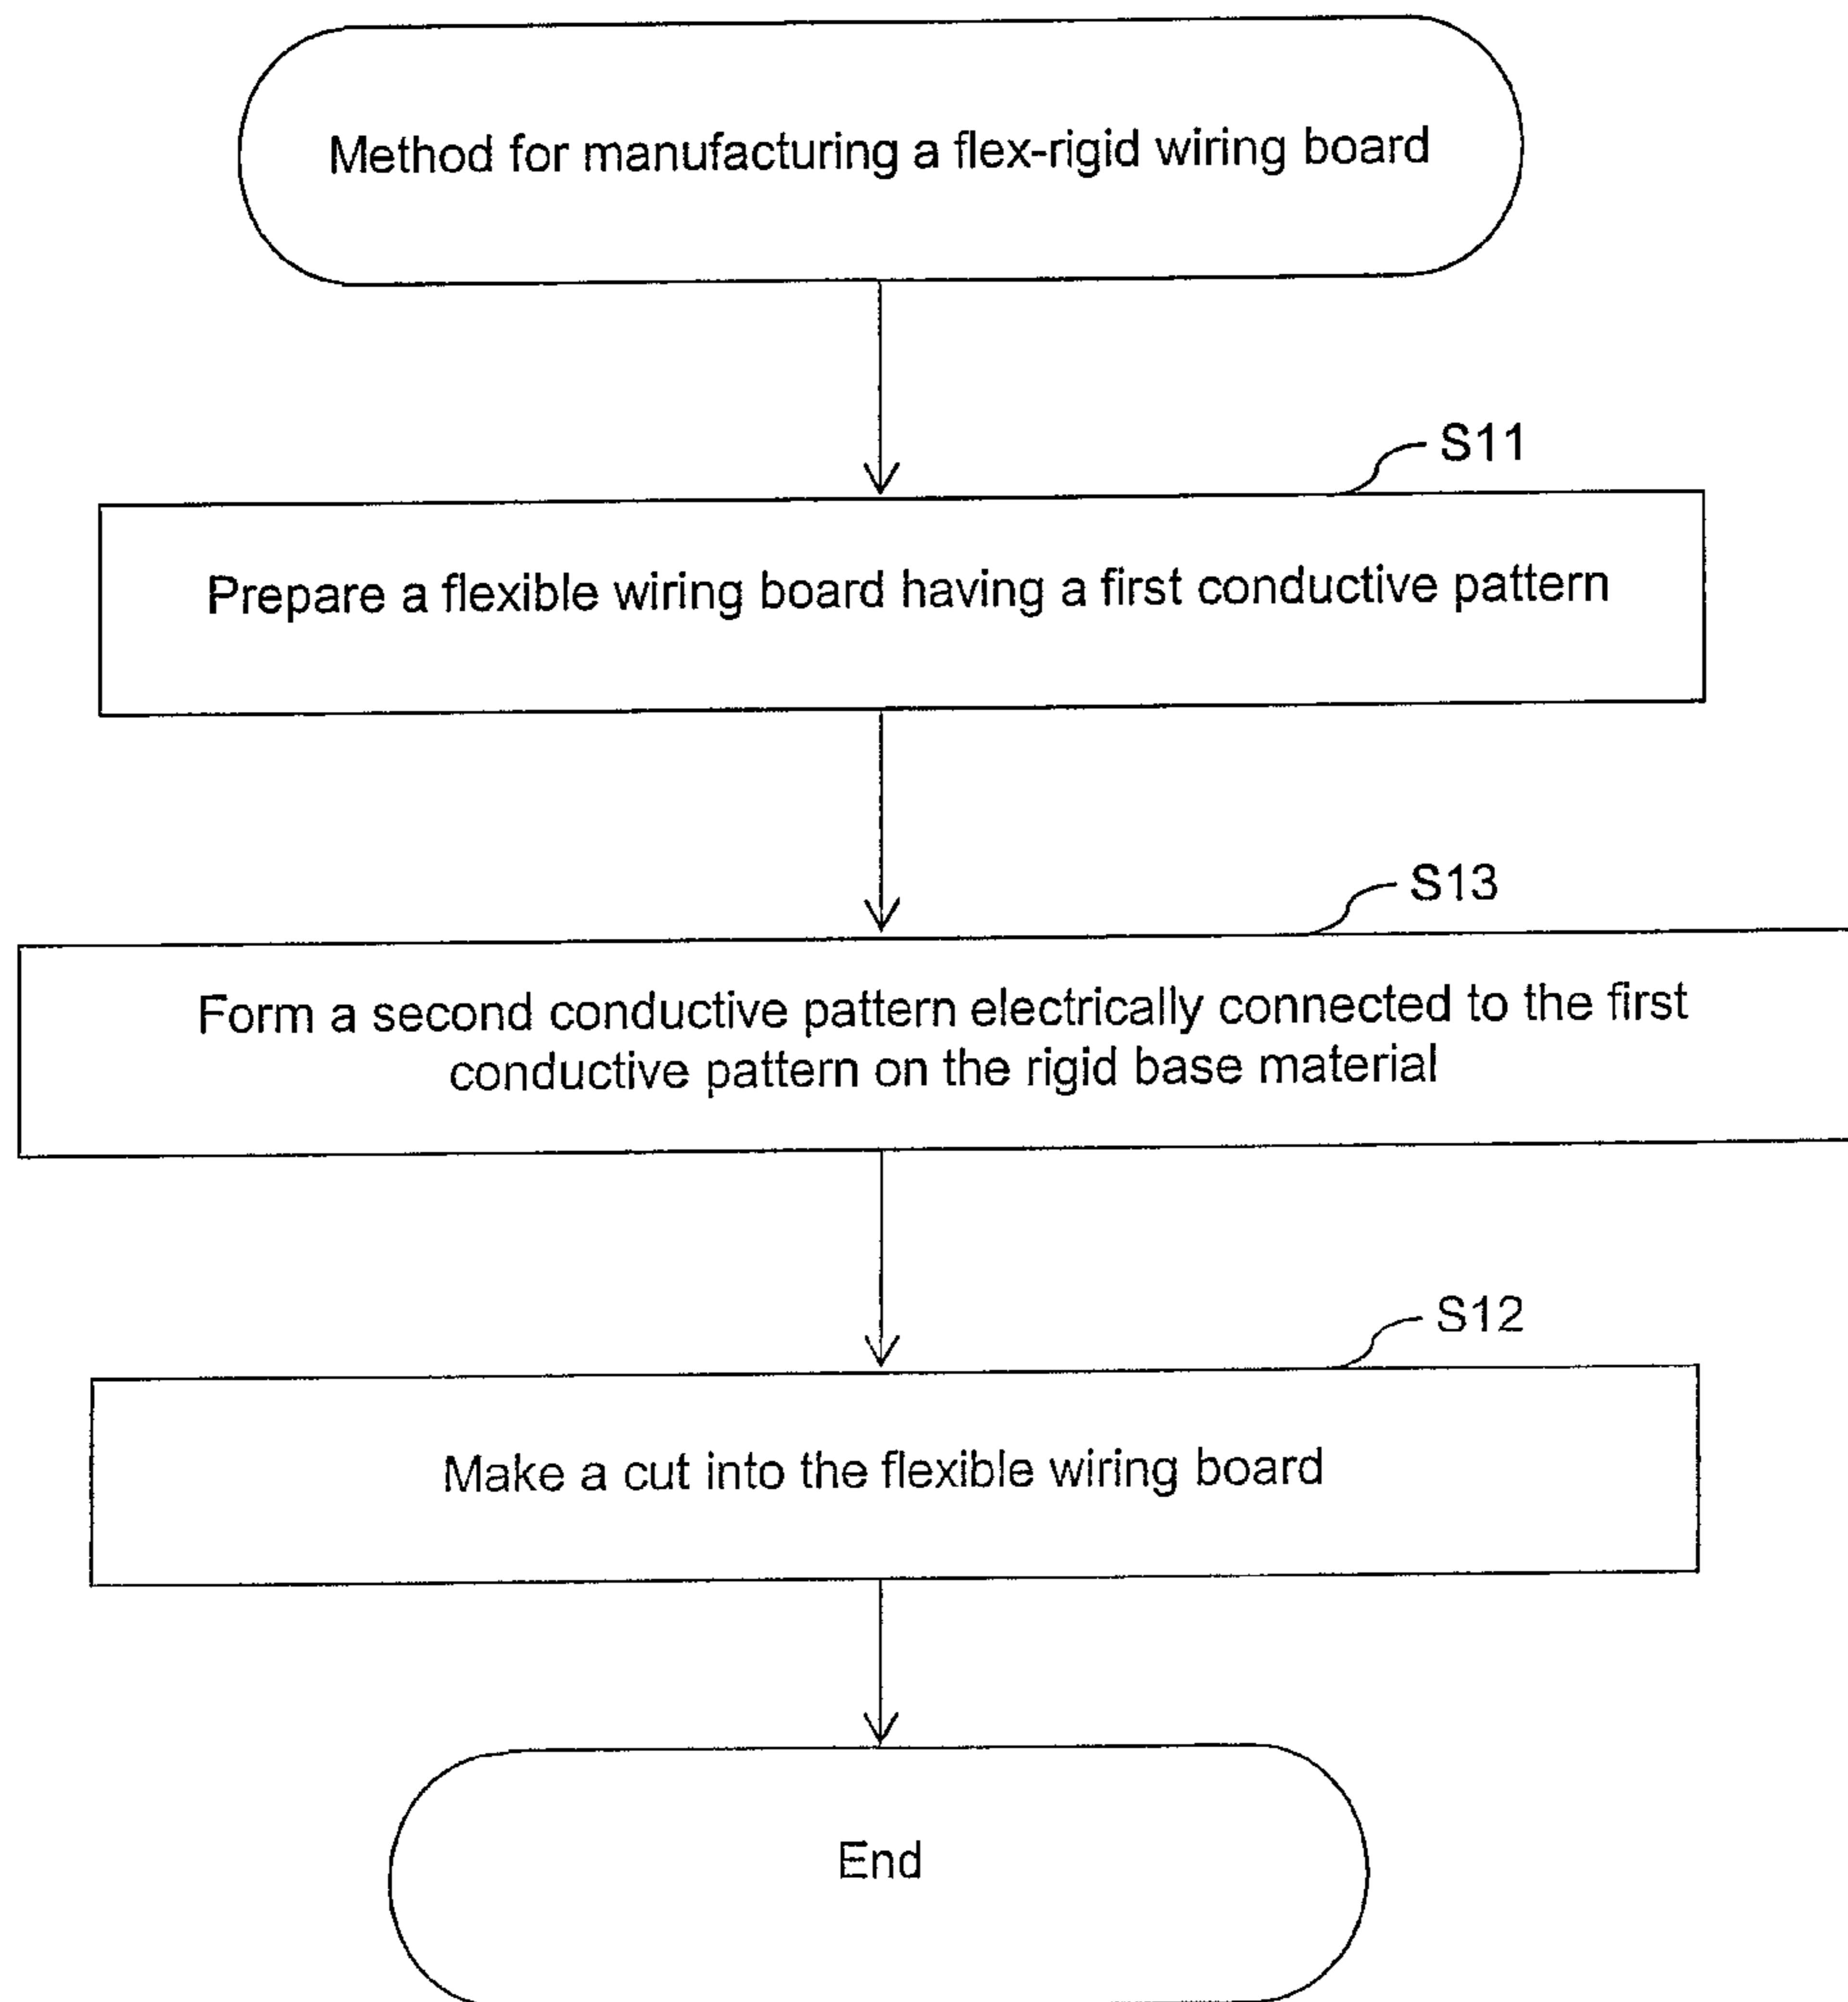 Method for manufacturing a flex-rigid wiring board
S11
Prepare a flexible wiring board having a first conductive pattern
S13
Form a second conductive pattern electrically connected to the first
conductive pattern on the rigid base material
S12
Make a cut into the flexible wiring board
End